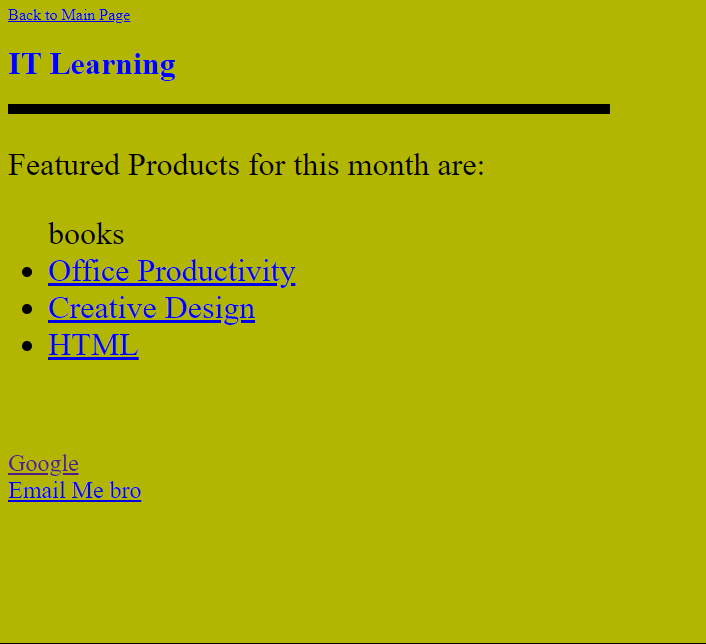 Back to Main Page
IT Learning
Featured Products for this month are:
books
Office Productivity
Creative Design
HTML
Google
Email Me bro